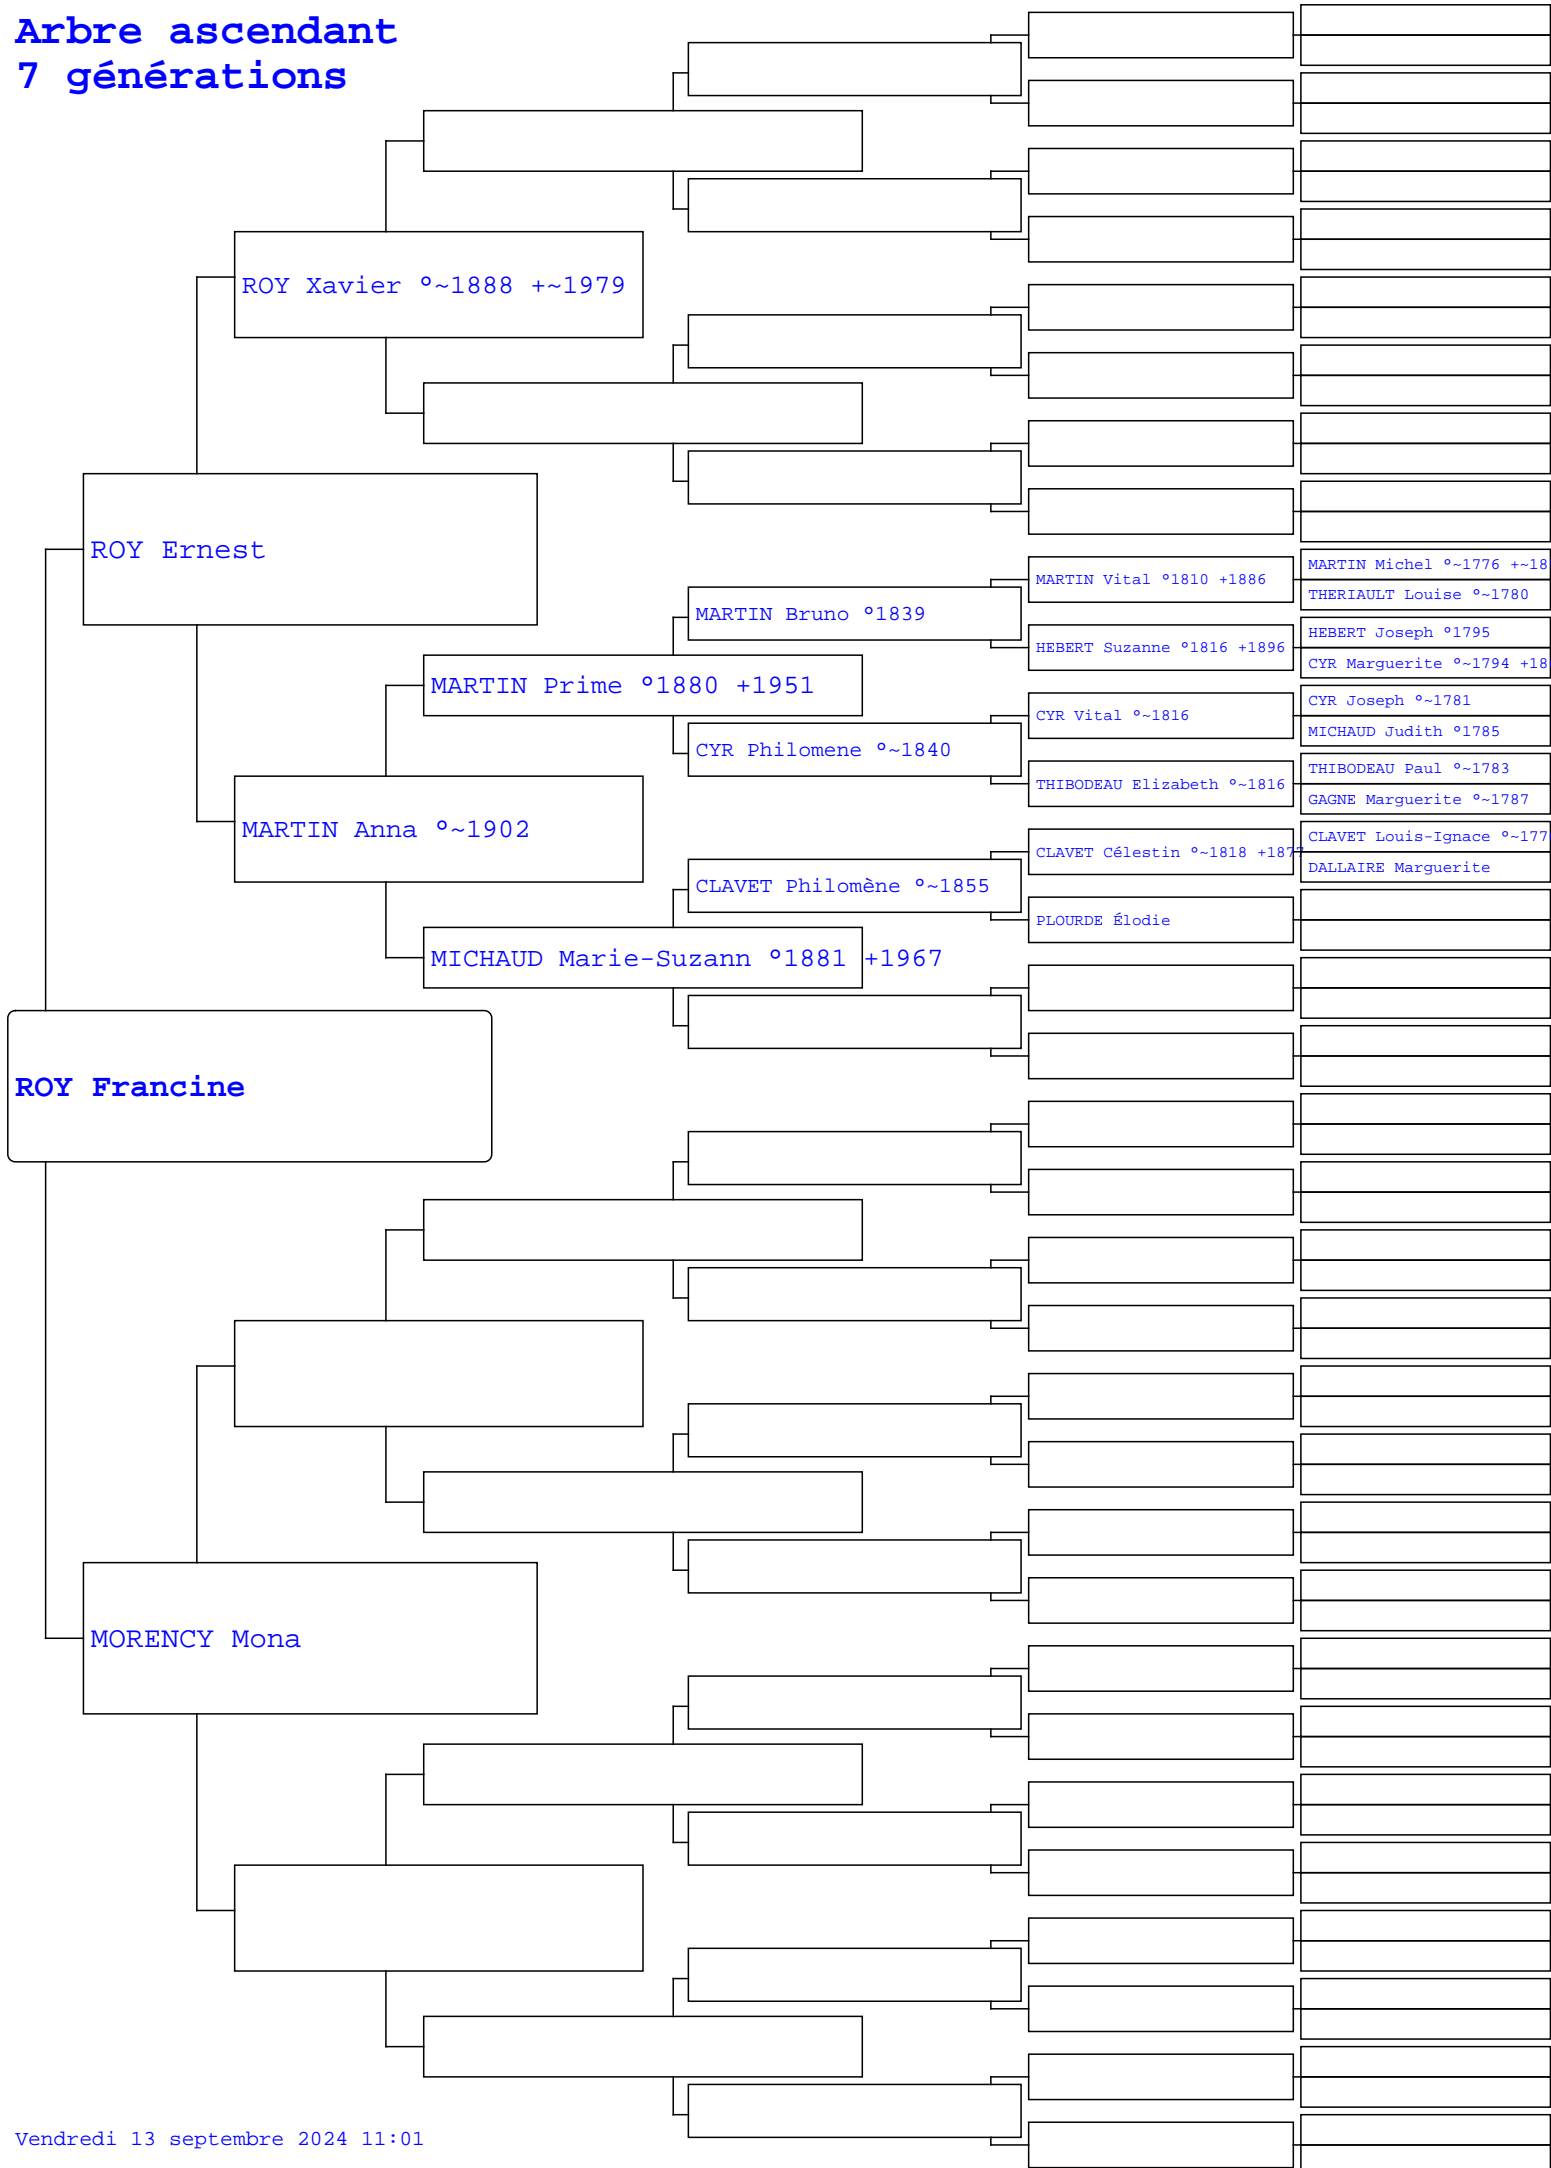 Arbre ascendant
7 générations
ROY Xavier °~1888 +~1979
ROY Ernest
MARTIN Michel °~1776 +~18
MARTIN Vital °1810 +1886
THERIAULT Louise °~1780
MARTIN Bruno °1839
HEBERT Joseph °1795
HEBERT Suzanne °1816 +1896
CYR Marguerite °~1794 +18
MARTIN Prime °1880 +1951
CYR Joseph °~1781
CYR Vital °~1816
MICHAUD Judith °1785
CYR Philomene °~1840
THIBODEAU Paul °~1783
THIBODEAU Elizabeth °~1816
GAGNE Marguerite °~1787
MARTIN Anna °~1902
CLAVET Louis-Ignace °~177
CLAVET Célestin °~1818 +1877
DALLAIRE Marguerite
CLAVET Philomène °~1855
PLOURDE Élodie
MICHAUD Marie-Suzann °1881 +1967
ROY Francine
MORENCY Mona
Vendredi 13 septembre 2024 11:01